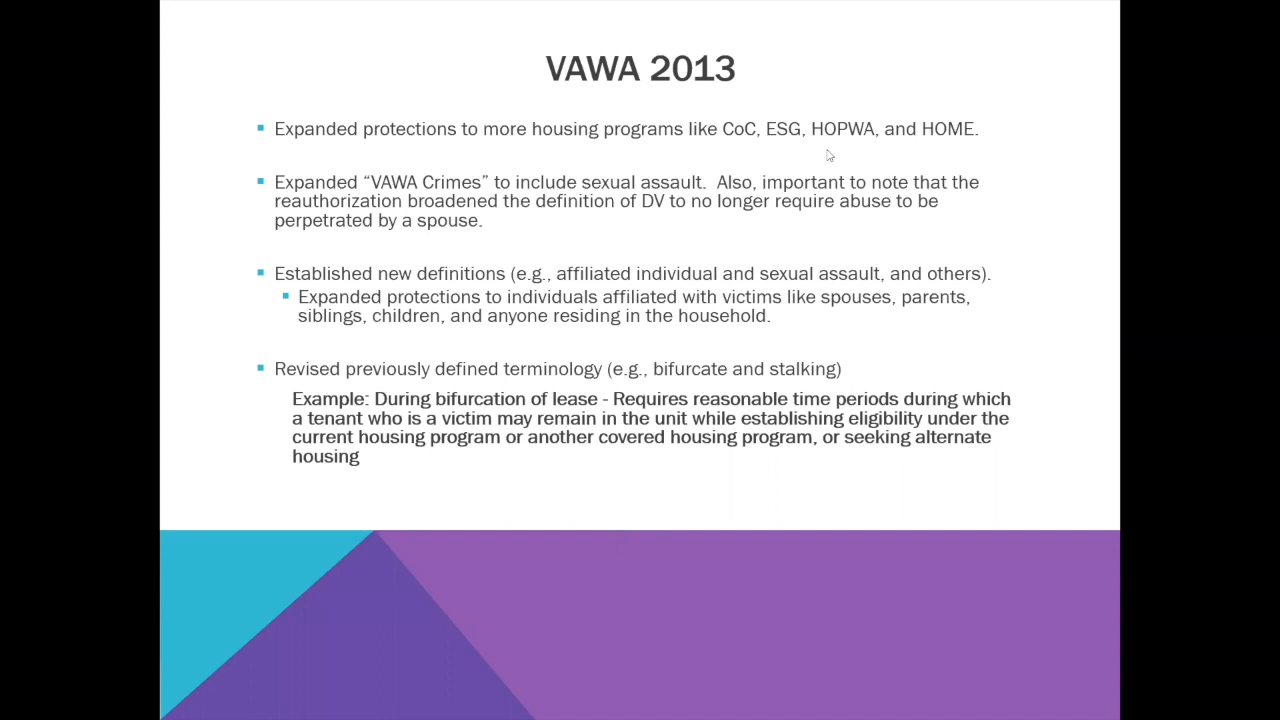 VAWA 2013
Expanded protections to more housing programs like CoC, ESG, HOPWA, and HOME.
Expanded “VAWA Crimes” to include sexual assault.  Also, important to note that the
reauthorization broadened the definition of DV to no longer require abuse to be
perpetrated by a spouse.
Established new definitions (e.g., affiliated individual and sexual assault, and others).
Expanded protections to individuals affiliated with victims like spouses, parents,
siblings, children, and anyone residing in the household.
Revised previously defined terminology (e.g., bifurcate and stalking)
Example: During bifurcation of lease - Requires reasonable time periods during which
a tenant who is a victim may remain in the unit while establishing eligibility under the
current housing program or another covered housing program, or seeking alternate
housing